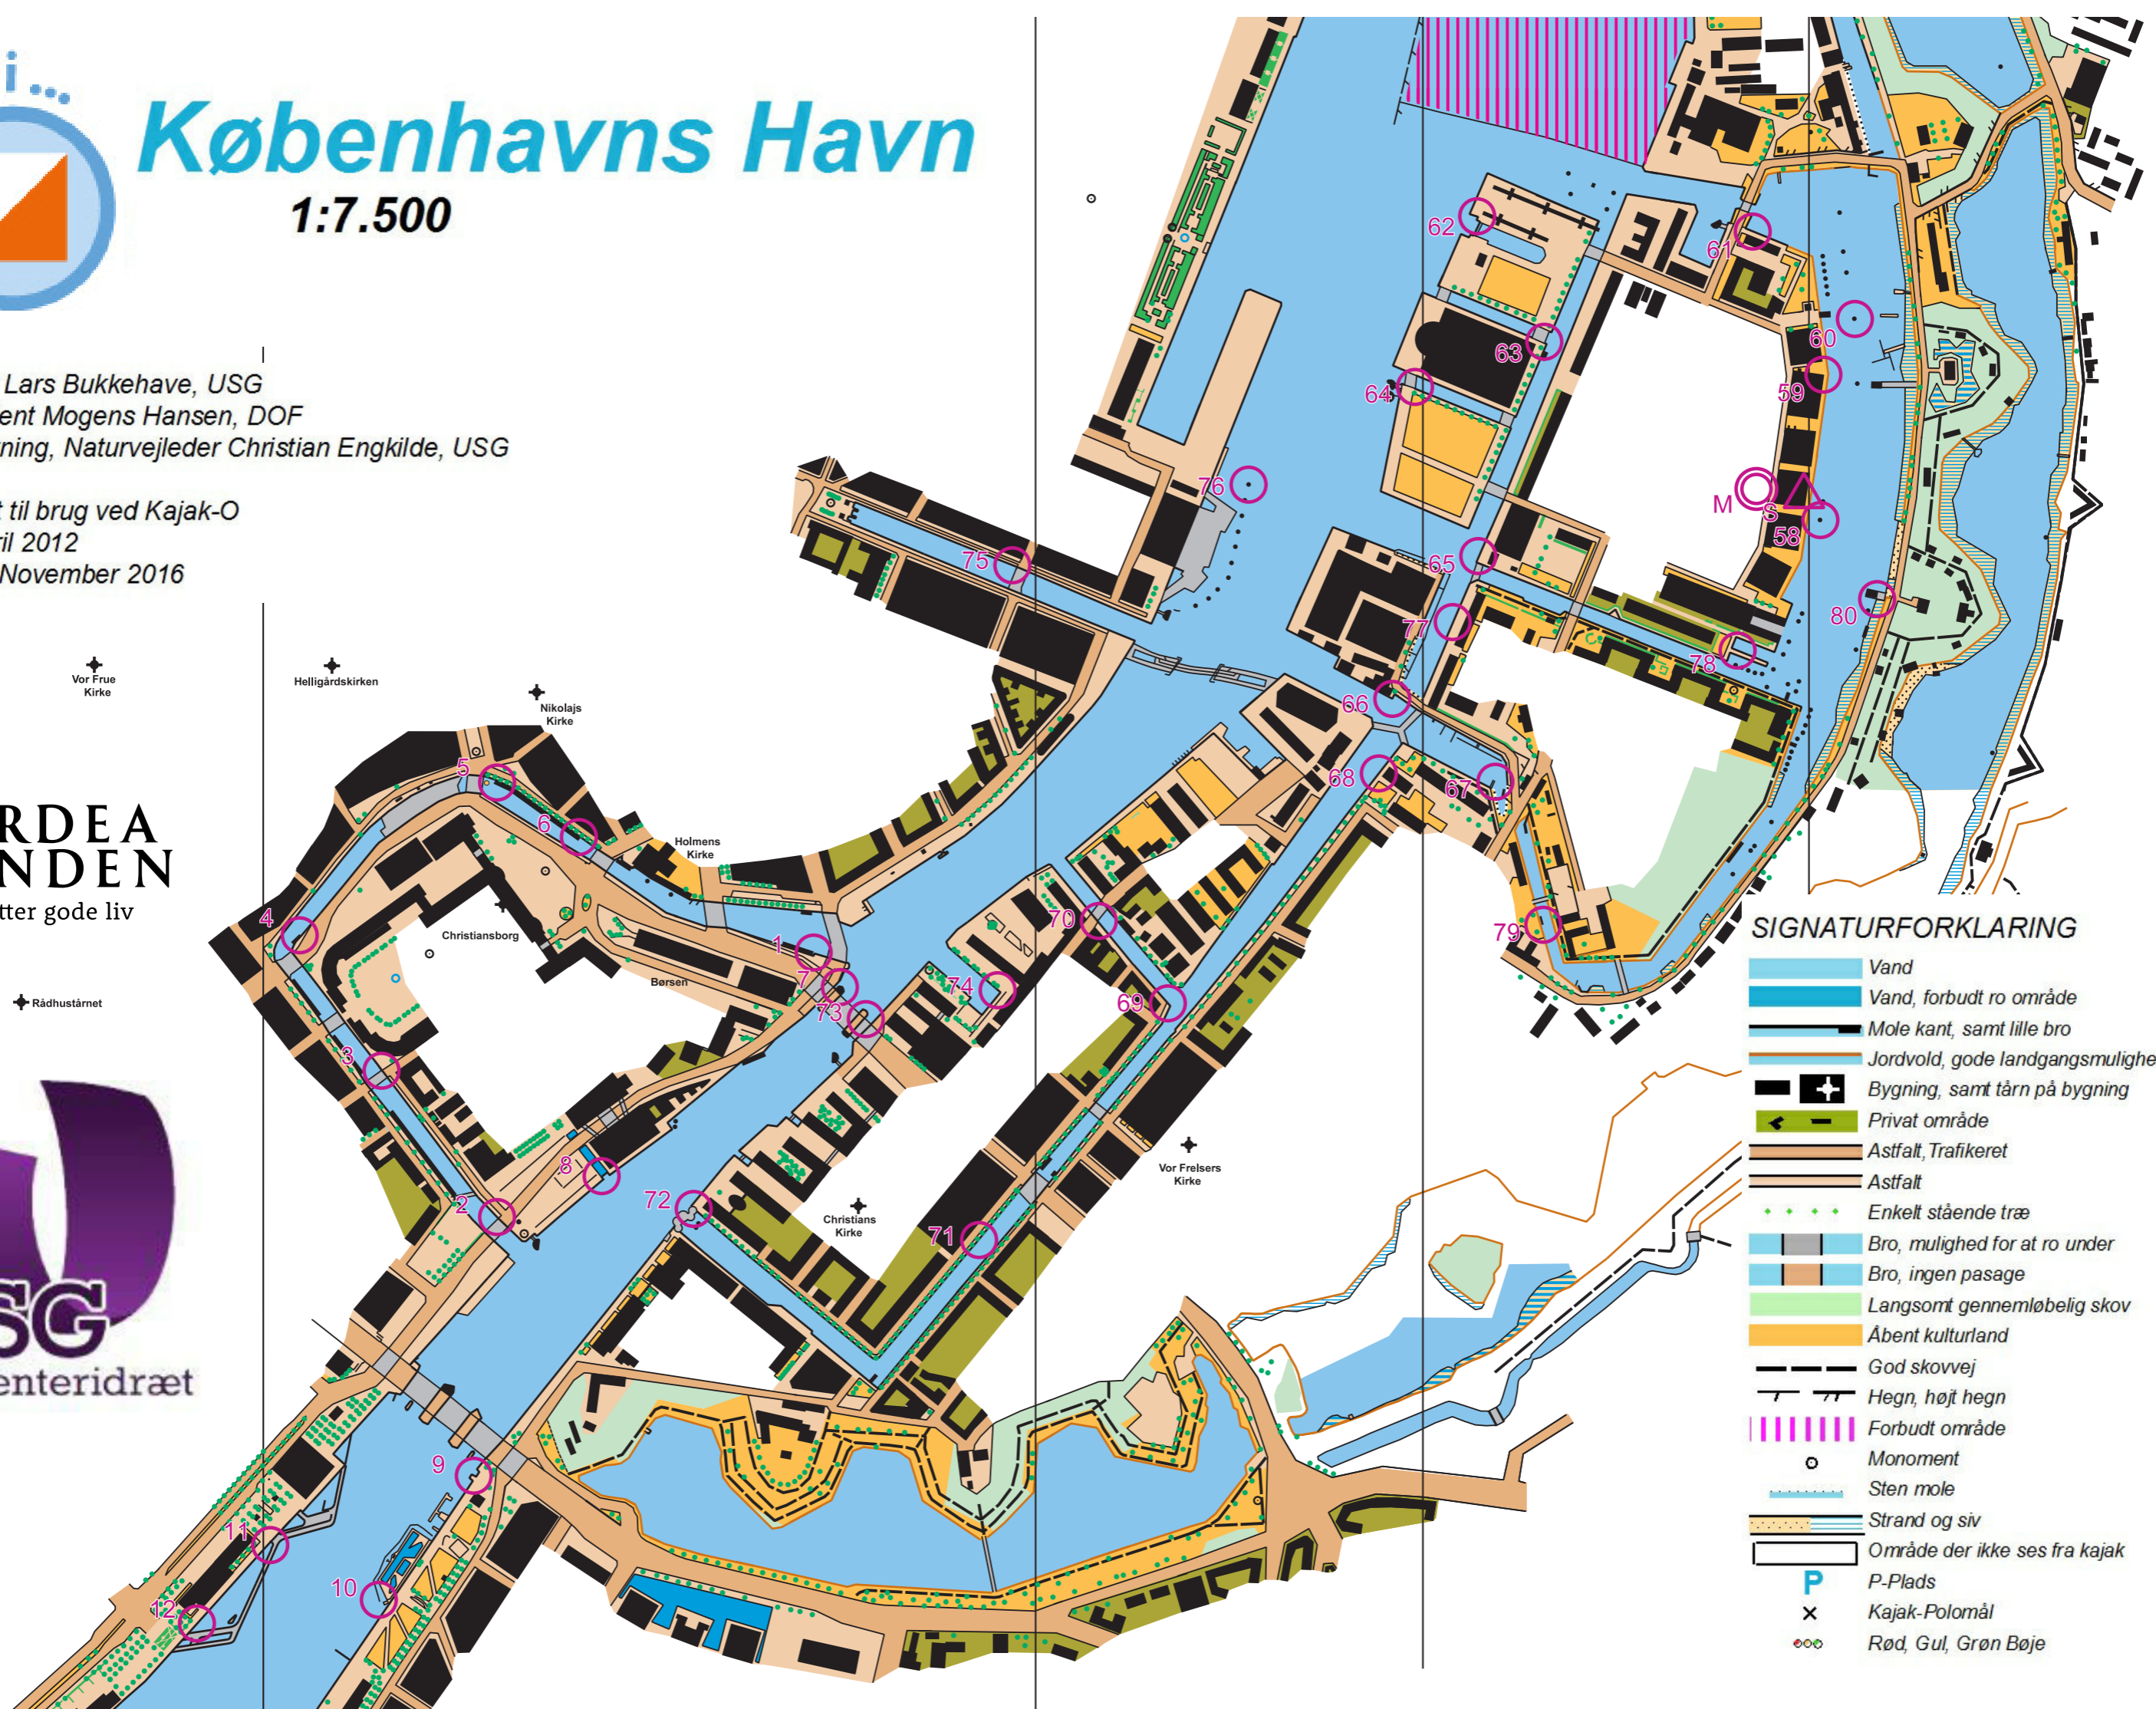 i...
Københavns Havn
1:7.500
Lars Bukkehave, USG
ent Mogens Hansen, DOF
ning, Naturvejleder Christian Engkilde, USG
t til brug ved Kajak-O
ril 2012
November 2016
Vor Frue
Kirke
Helligårdskirken
Nikolajs
Kirke
Holmens
Kirke
Christiansborg
Børsen
Rådhustårnet
Vor Frelsers
Kirke
Christians
Kirke
RDEA
NDEN
tter gode liv
SG
enteridræt
62
61
63
60
64
59
76
M
S
58
75
65
80
77
78
66
5
68
67
6
4
70
79
1
7
74
69
73
3
8
2
72
71
9
11
10
12
SIGNATURFORKLARING
Vand
Vand, forbudt ro område
Mole kant, samt lille bro
Jordvold, gode landgangsmulighe
Bygning, samt tårn på bygning
Privat område
Astfalt, Trafikeret
Astfalt
Enkelt stående træ
Bro, mulighed for at ro under
Bro, ingen pasage
Langsomt gennemløbelig skov
Åbent kulturland
God skovvej
Hegn, højt hegn
Forbudt område
Monoment
Sten mole
Strand og siv
Område der ikke ses fra kajak
P P-Plads
Kajak-Polomål
Rød, Gul, Grøn Bøje